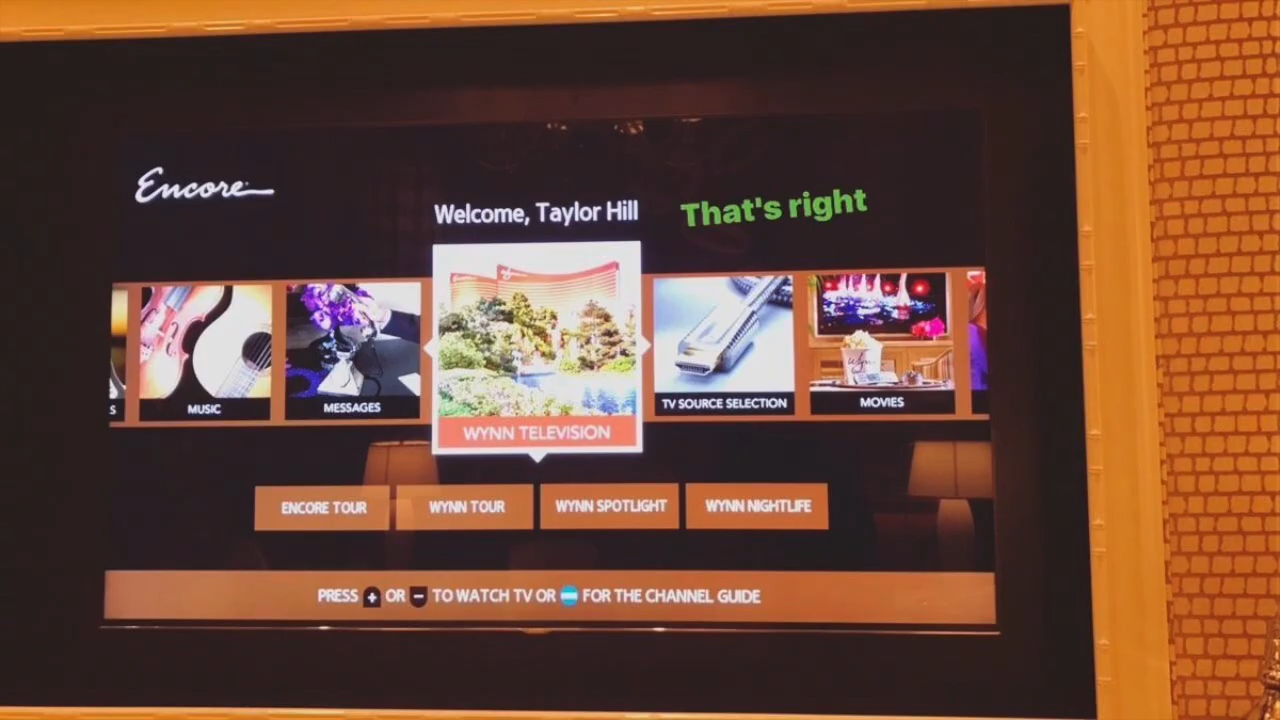 Encore
Welcome, Taylor Hill
That's right
S
MUSIC
MESSAGES
WYNN TELEVISION
TV SOURCE SELECTION
MOVIES
Wynn
ENCORE TOUR
WYNN TOUR
WYNN SPOTLIGHT
WYNN NIGHTLIFE
PRESS + OR - TO WATCH TV OR FOR THE CHANNEL GUIDE